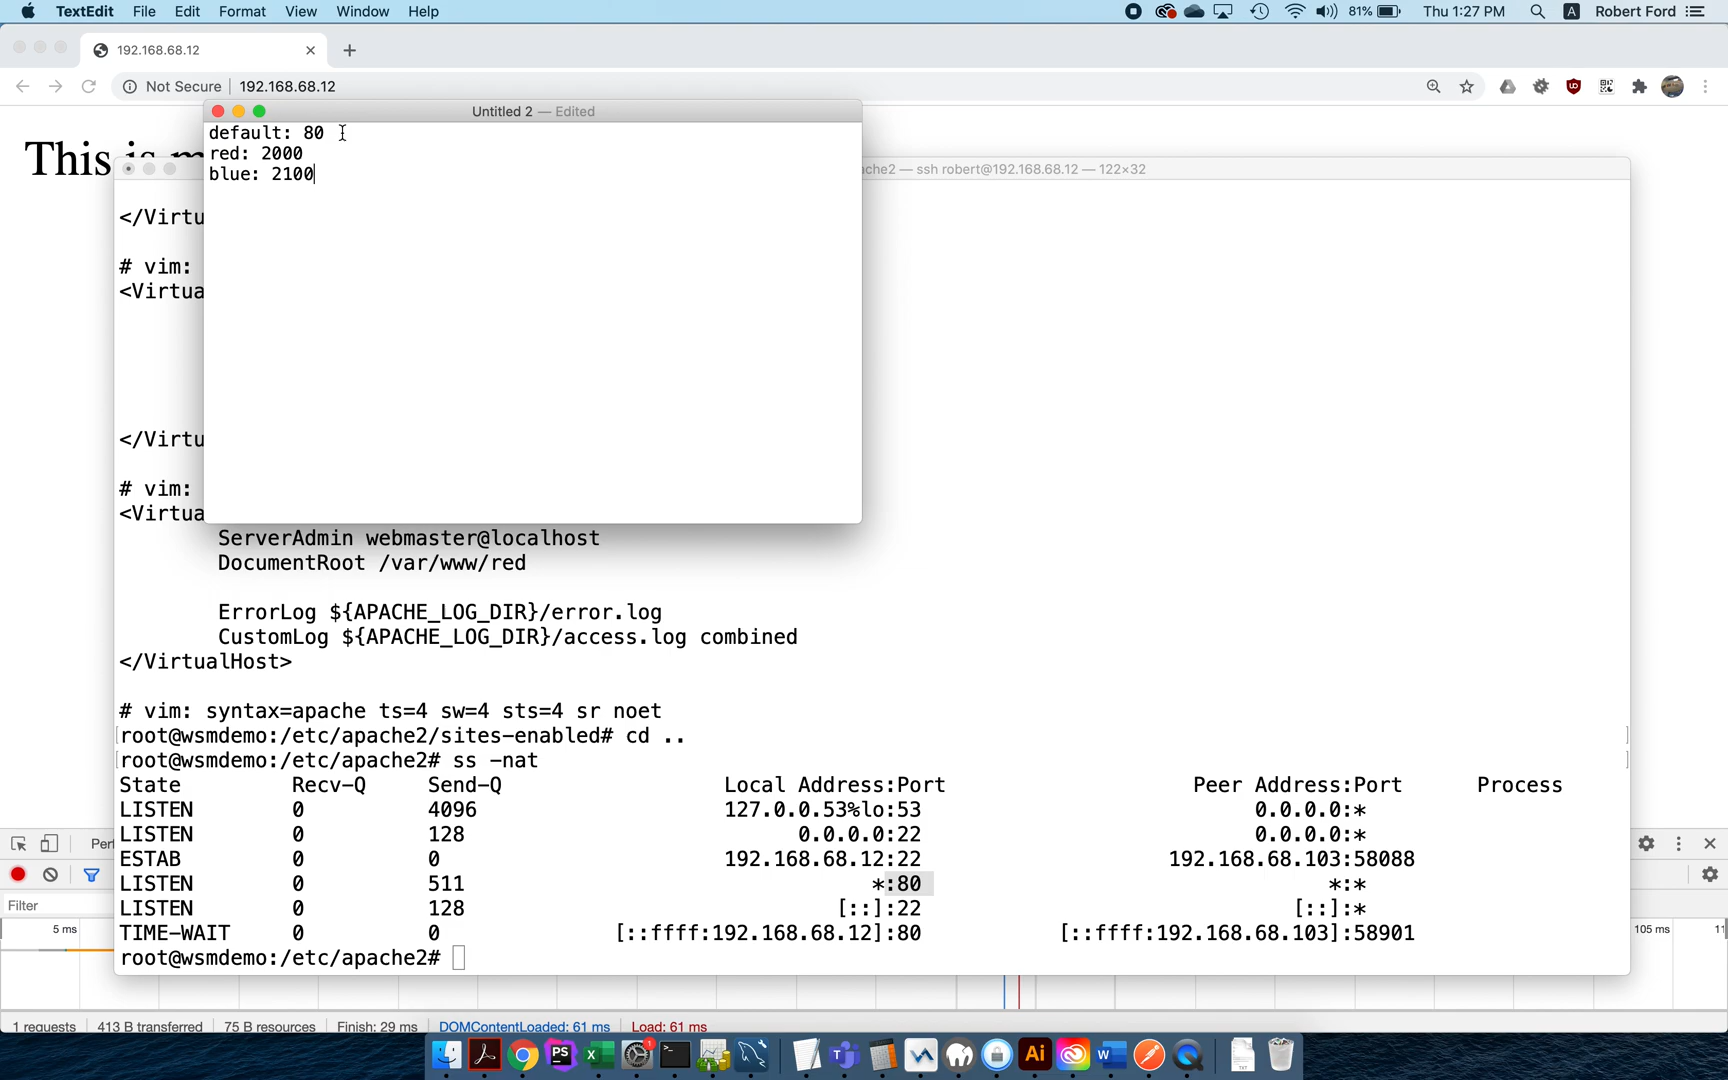 TextEdit File Edit Format View Window Help 81% Thu 1:27 PM A Robert Ford
192.168.68.12
Not Secure 192.168.68.12
Untitled 2 — Edited
default: 80
red: 2000
blue: 2100
This is m
ache2 — ssh robert@192.168.68.12 — 122×32
</Virtu
# vim:
<Virtua
</Virtu
# vim:
<Virtua
ServerAdmin webmaster@localhost
DocumentRoot /var/www/red
ErrorLog ${APACHE_LOG_DIR}/error.log
CustomLog ${APACHE_LOG_DIR}/access.log combined
</VirtualHost>
# vim: syntax=apache ts=4 sw=4 sts=4 sr noet
[root@wsmdemo:/etc/apache2/sites-enabled# cd .. ]
[root@wsmdemo:/etc/apache2# ss -nat ]
State Recv-Q Send-Q Local Address:Port Peer Address:Port Process
LISTEN 0 4096 127.0.0.53%lo:53 0.0.0.0:*
LISTEN 0 128 0.0.0.0:22 0.0.0.0:*
ESTAB 0 0 192.168.68.12:22 192.168.68.103:58088
LISTEN 0 511 *:80 *:*
LISTEN 0 128 [::]:22 [::]:*
TIME-WAIT 0 0 [::ffff:192.168.68.12]:80 [::ffff:192.168.68.103]:58901
root@wsmdemo:/etc/apache2#
Per
Filter
5 ms 105 ms 11
1 requests 413 B transferred 75 B resources Finish: 29 ms DOMContentLoaded: 61 ms Load: 61 ms